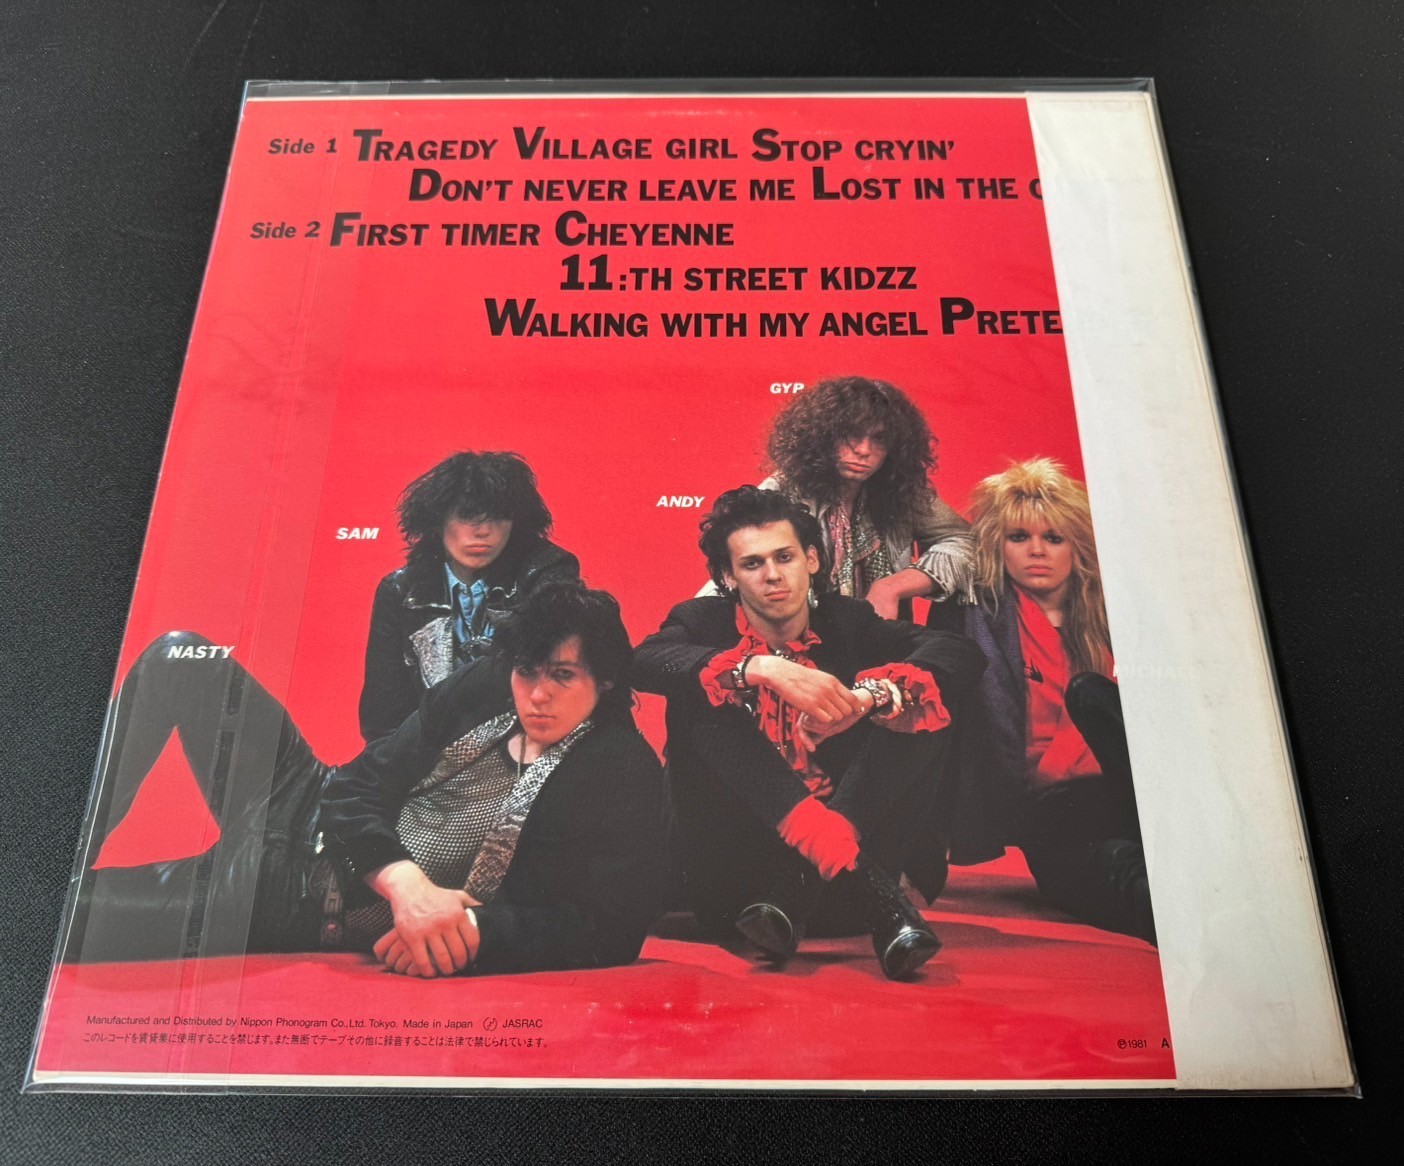 Side 1 TRAGEDY VILLAGE GIRL STOP CRYIN'
DON'T NEVER LEAVE ME LOST IN THE C
Side 2 FIRST TIMER CHEYENNE
11:TH STREET KIDZZ
WALKING WITH MY ANGEL PRETE
GYP
ANDY
SAM
NASTY
MICHAEL
Manufactured and Distributed by Nippon Phonogram Co., Ltd. Tokyo. Made in Japan JASRAC
このレコードを賃貸業に使用することを禁じます。また無断でテープその他に録音することは法律で禁じられています。
℗1981 A